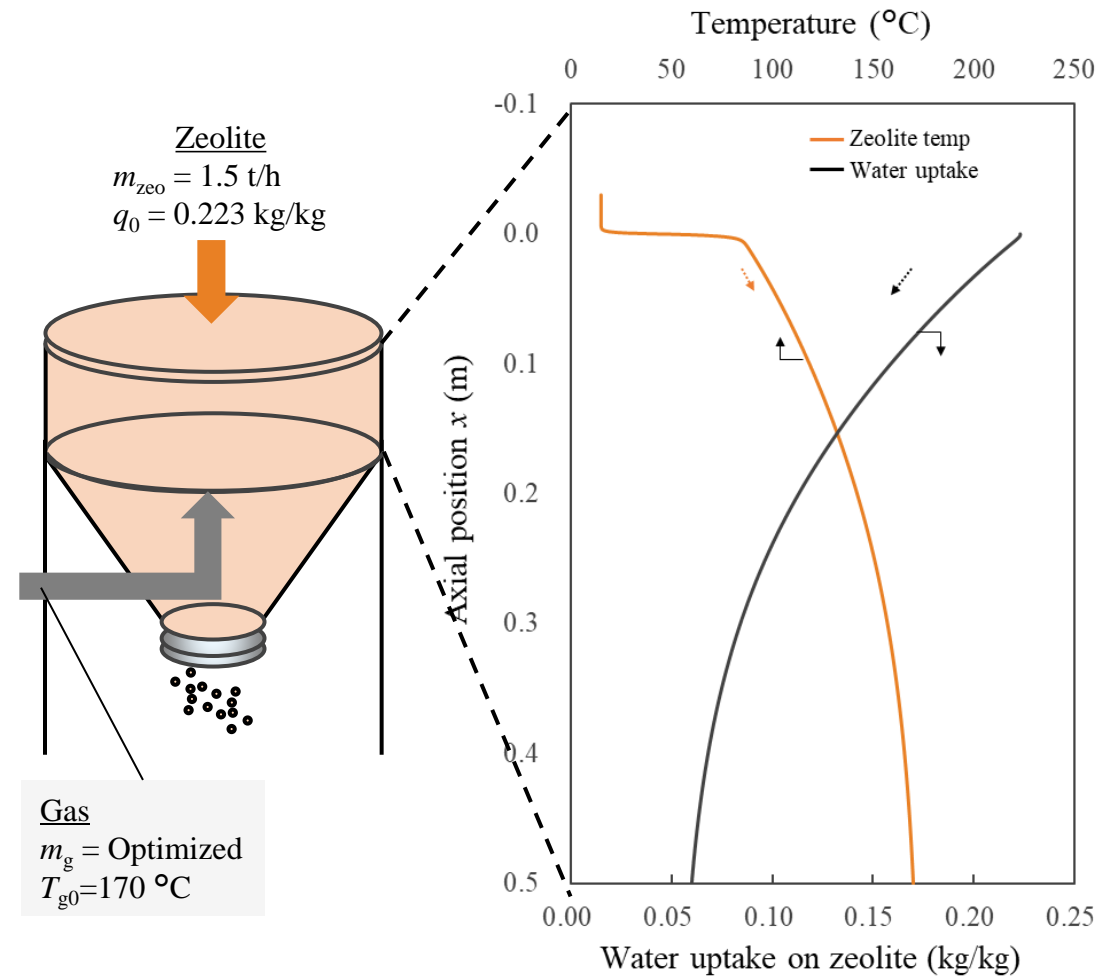 Zeolite
m_zeo = 1.5 t/h
q_0 = 0.223 kg/kg
Gas
m_g = Optimized
T_g0=170 °C
Temperature (°C)
0 50 100 150 200 250
-0.1
0.0
0.1
0.2
0.3
0.4
0.5
Axial position x (m)
Zeolite temp
Water uptake
0.00 0.05 0.10 0.15 0.20 0.25
Water uptake on zeolite (kg/kg)